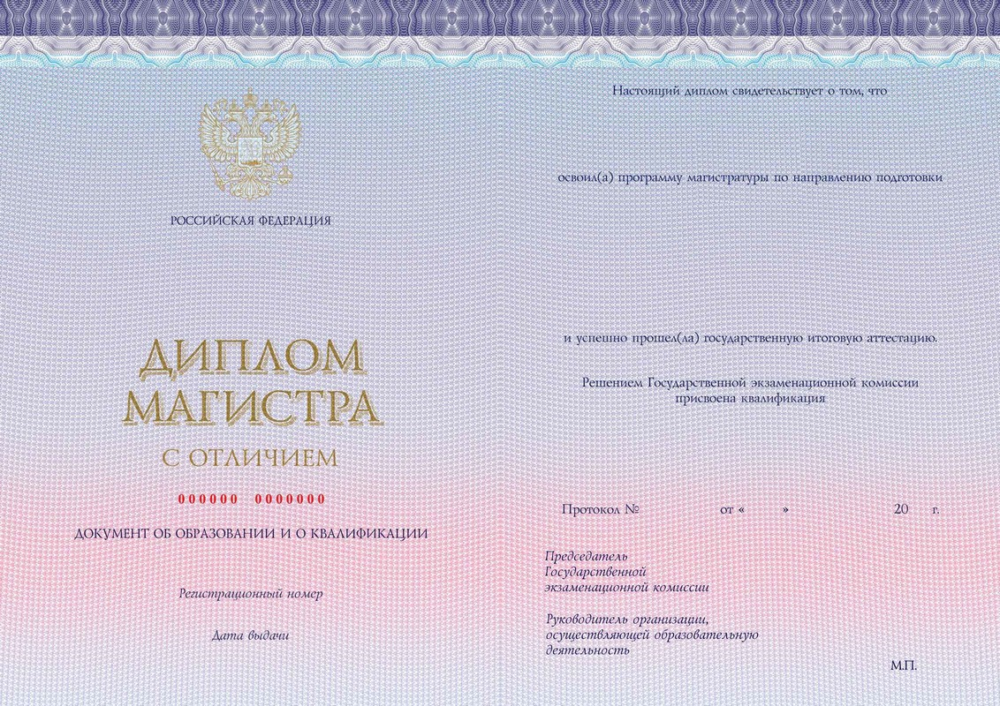 РОССИЙСКАЯ ФЕДЕРАЦИЯ
ДИПЛОМ
МАГИСТРА
С ОТЛИЧИЕМ
000000 0000000
ДОКУМЕНТ ОБ ОБРАЗОВАНИИ И О КВАЛИФИКАЦИИ
Регистрационный номер
Дата выдачи
Настоящий диплом свидетельствует о том, что
освоил(а) программу магистратуры по направлению подготовки
и успешно прошел(ла) государственную итоговую аттестацию.
Решением Государственной экзаменационной комиссии
присвоена квалификация
Протокол № от « » 20 г.
Председатель
Государственной
экзаменационной комиссии
Руководитель организации,
осуществляющей образовательную
деятельность
М.П.